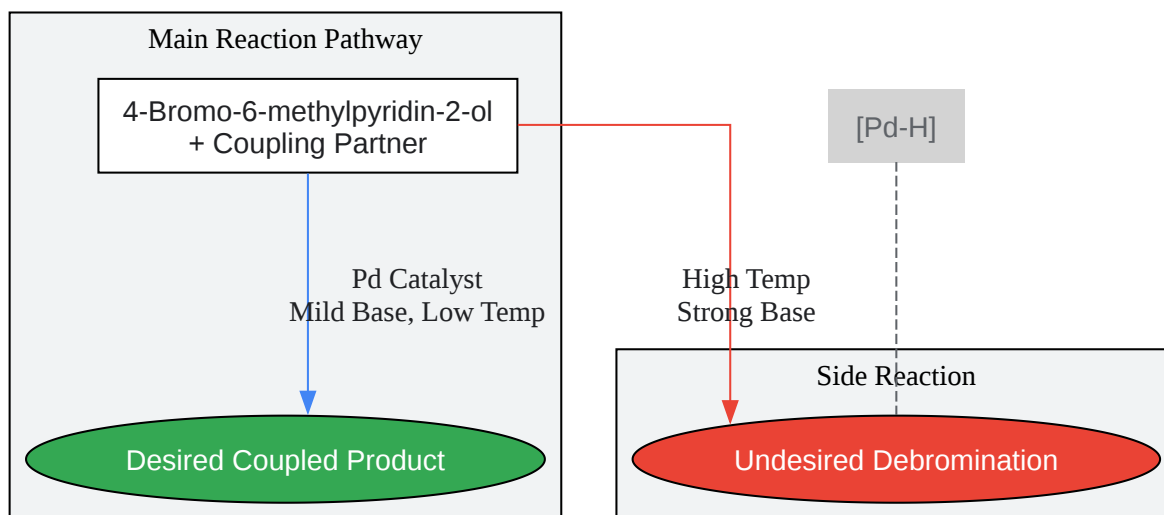 Main Reaction Pathway
4-Bromo-6-methylpyridin-2-ol
+ Coupling Partner
[Pd-H]
Pd Catalyst
Mild Base, Low Temp
High Temp
Strong Base
Side Reaction
Desired Coupled Product
Undesired Debromination